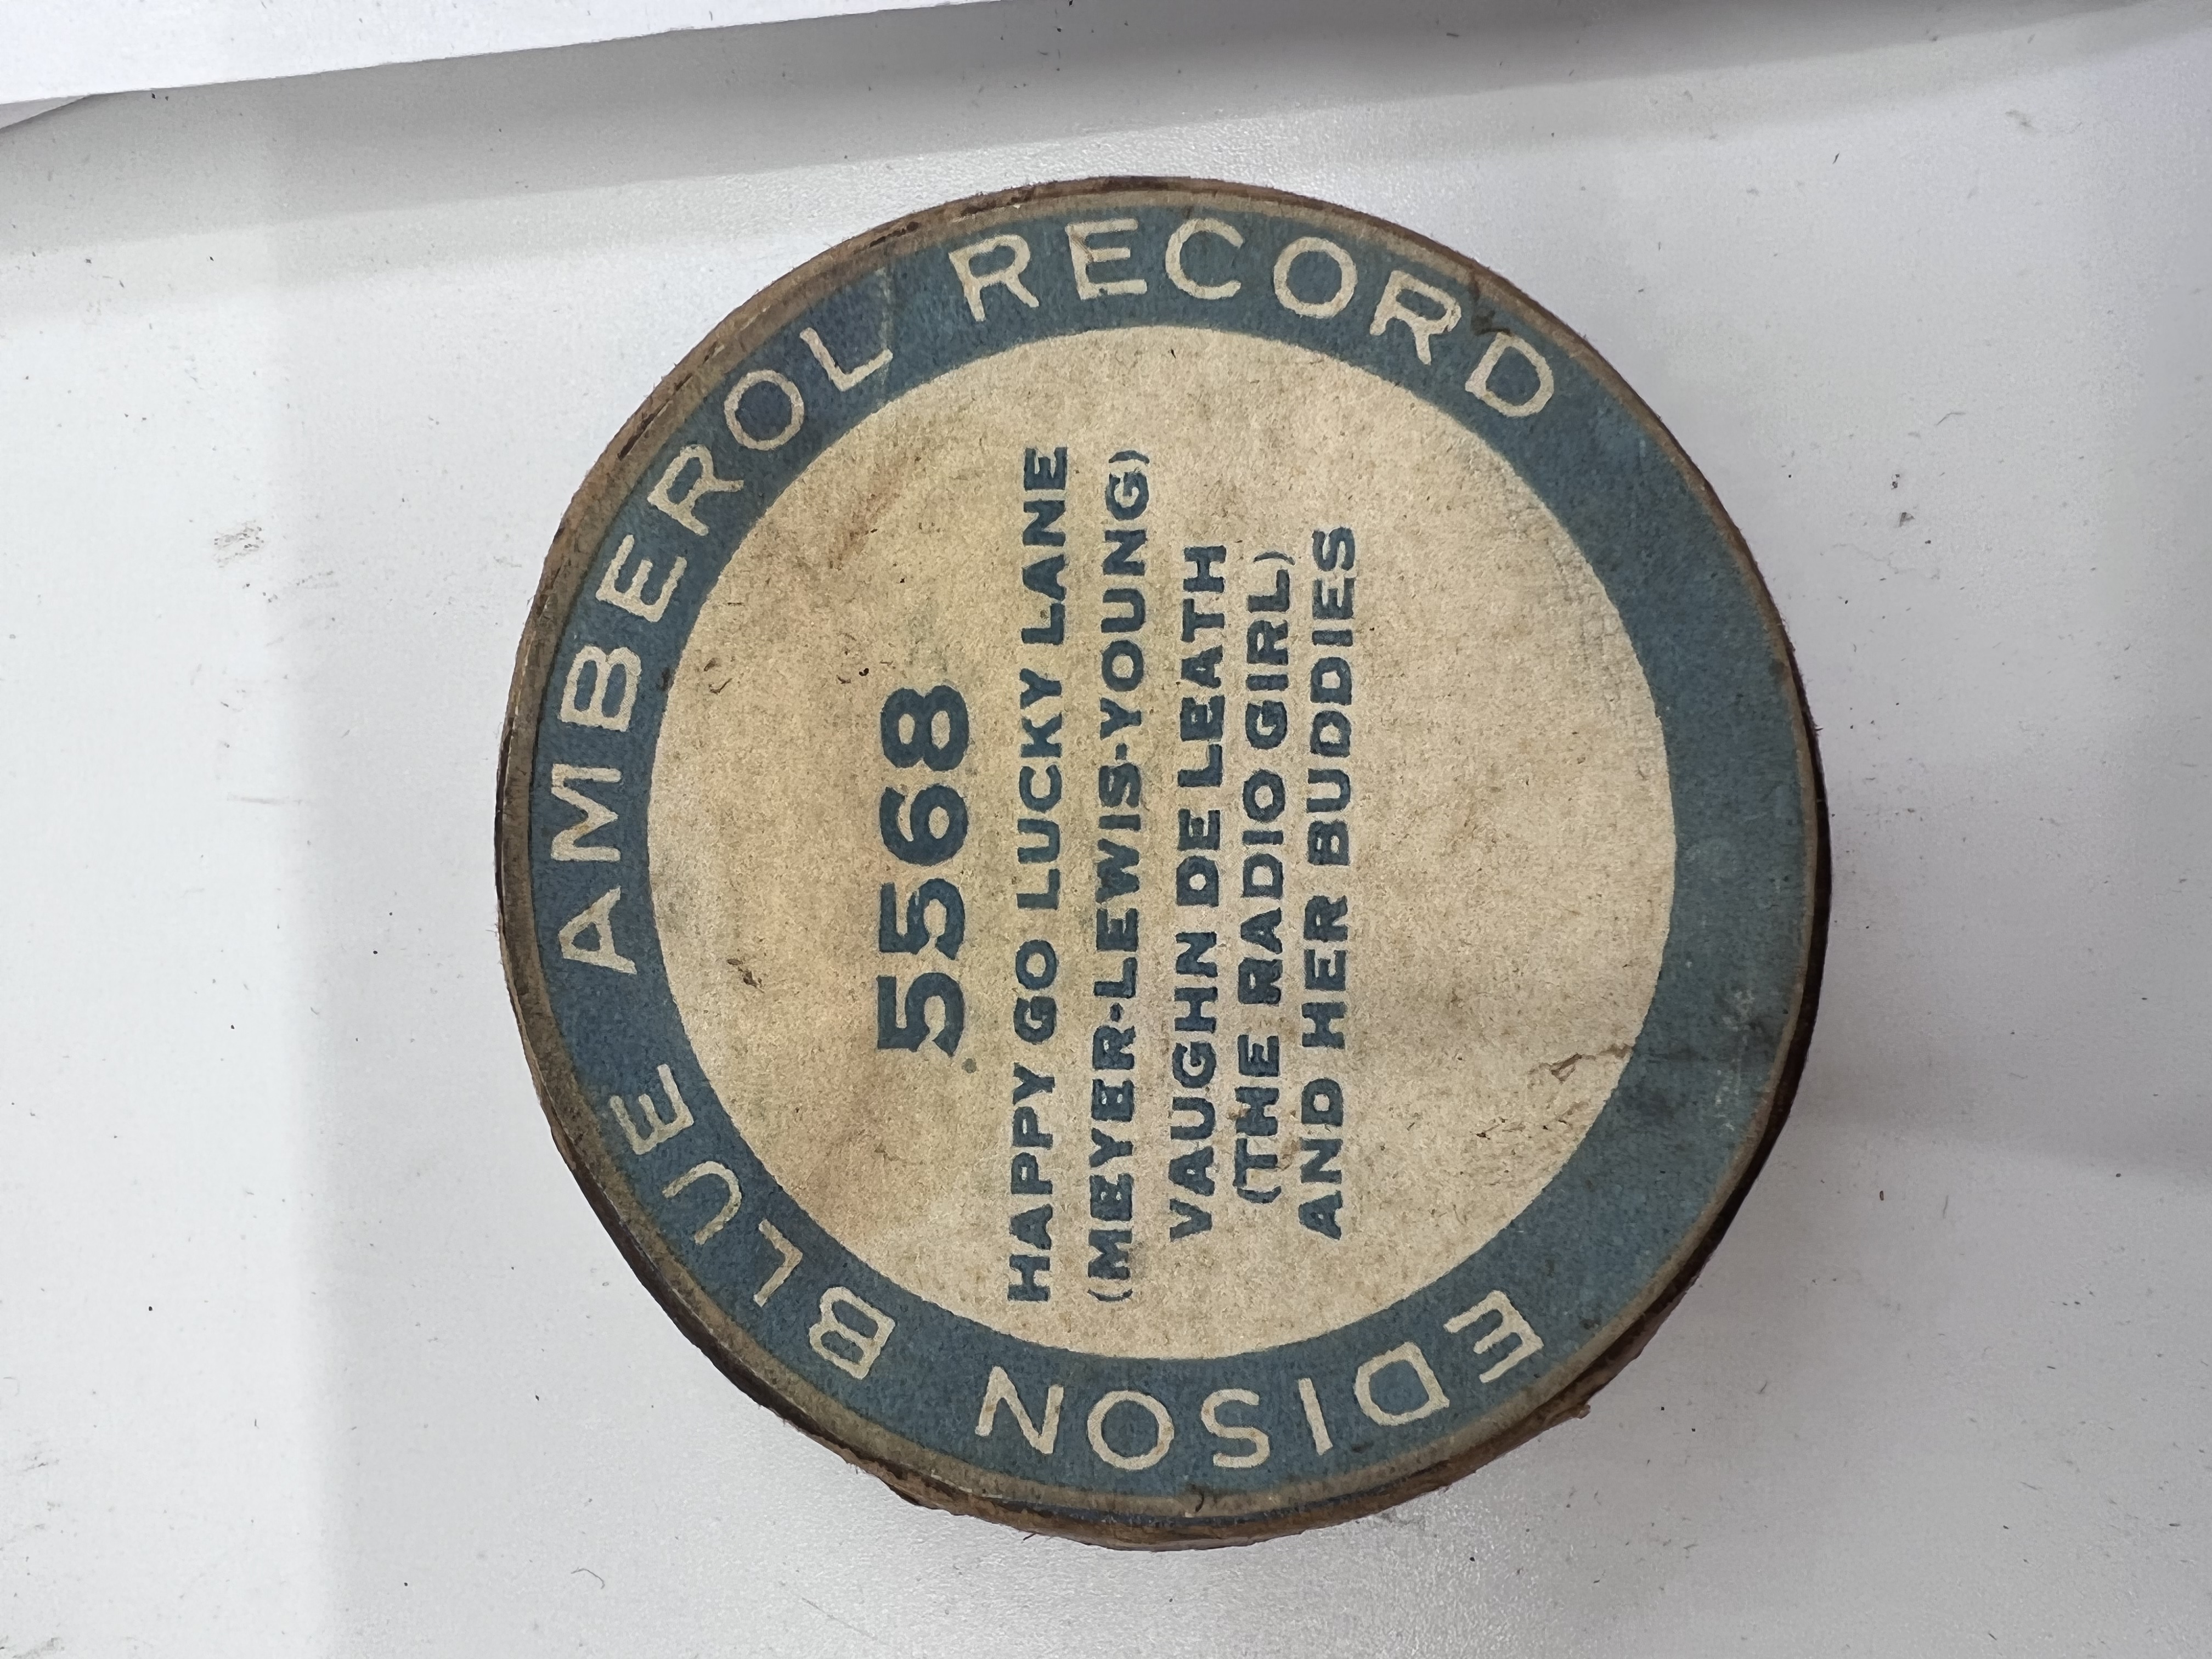 EDISON BLUE AMBEROL RECORD
5568
HAPPY GO LUCKY LANE
(MEYER-LEWIS-YOUNG)
VAUGHN DE LEATH
(THE RADIO GIRL)
AND HER BUDDIES